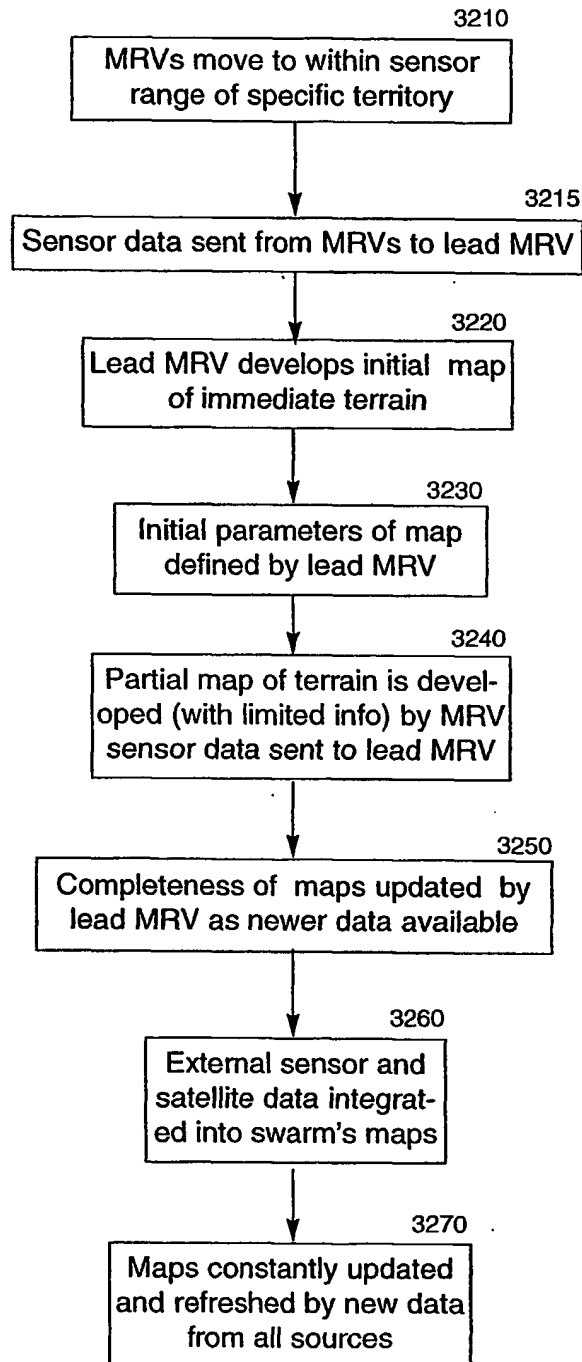 3210
MRVs move to within sensor
range of specific territory
3215
Sensor data sent from MRVs to lead MRV
3220
Lead MRV develops initial map
of immediate terrain
3230
Initial parameters of map
defined by lead MRV
3240
Partial map of terrain is devel-
oped (with limited info) by MRV
sensor data sent to lead MRV
3250
Completeness of maps updated by
lead MRV as newer data available
3260
External sensor and
satellite data integrat-
ed into swarm's maps
3270
Maps constantly updated
and refreshed by new data
from all sources